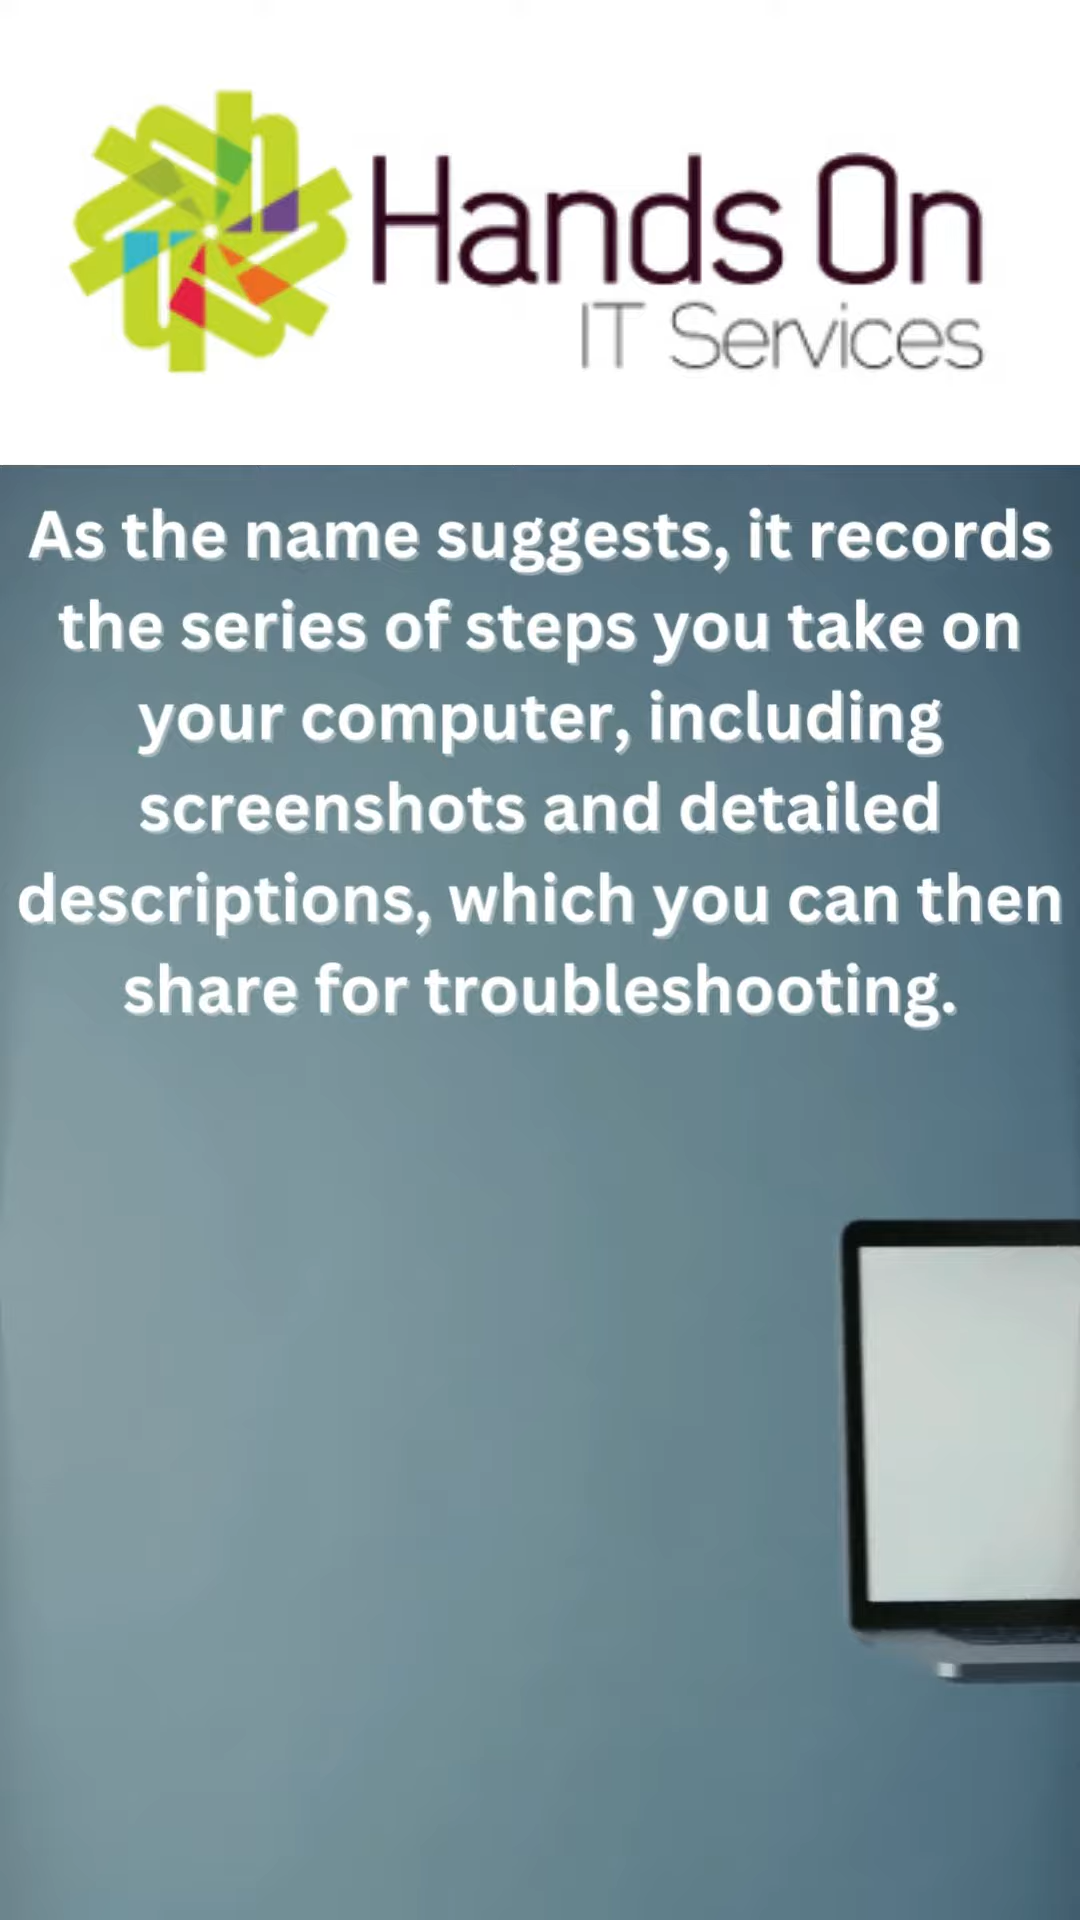 Hands On
IT Services
As the name suggests, it records
the series of steps you take on
your computer, including
screenshots and detailed
descriptions, which you can then
share for troubleshooting.